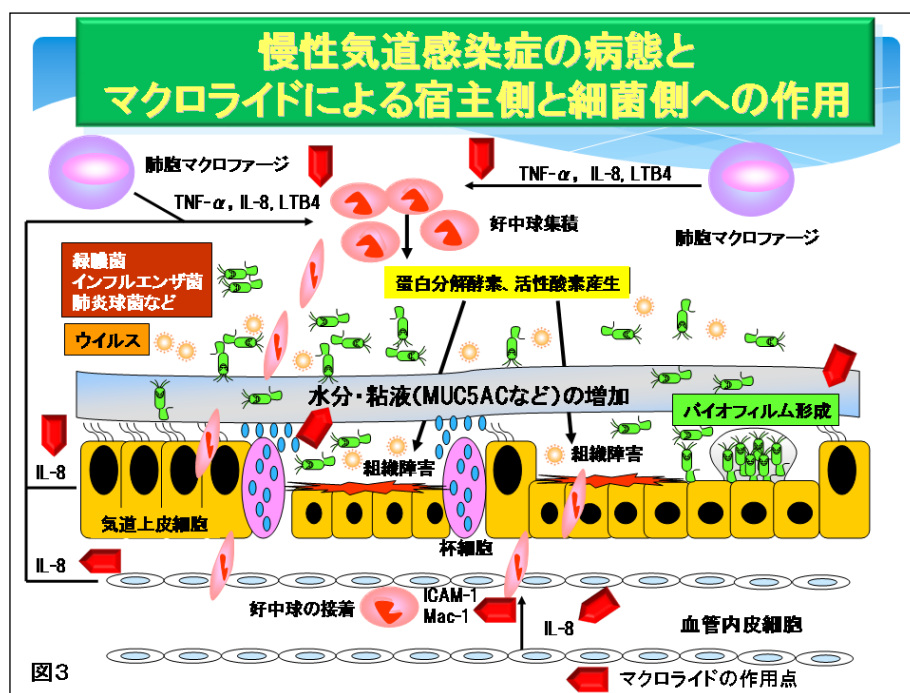 慢性気道感染症の病態と
マクロライドによる宿主側と細菌側への作用
肺胞マクロファージ
TNF-α, IL-8, LTB4
TNF-α, IL-8, LTB4
好中球集積
肺胞マクロファージ
緑膿菌
インフルエンザ菌
肺炎球菌など
蛋白分解酵素、活性酸素産生
ウイルス
水分・粘液(MUC5ACなど)の増加
バイオフィルム形成
IL-8
組織障害
組織障害
気道上皮細胞
杯細胞
IL-8
好中球の接着
ICAM-1
Mac-1
IL-8
血管内皮細胞
図3
マクロライドの作用点